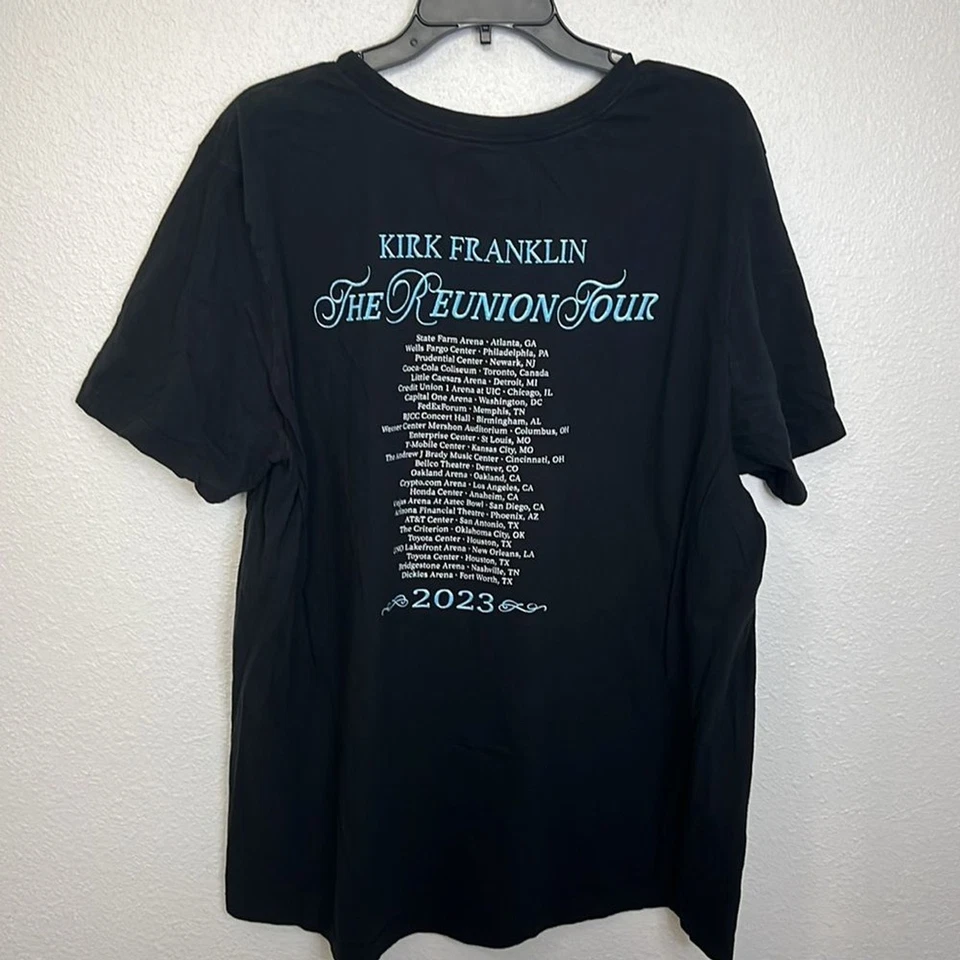 KIRK FRANKLIN
THE REUNION TOUR
State Farm Arena • Atlanta, GA
Wells Fargo Center • Philadelphia, PA
Prudential Center • Newark, NJ
Coca-Cola Coliseum • Toronto, Canada
Little Caesars Arena • Detroit, MI
Credit Union 1 Arena at UIC • Chicago, IL
Capital One Arena • Washington, DC
FedExForum • Memphis, TN
BJCC Concert Hall • Birmingham, AL
Wexner Center Mershon Auditorium • Columbus, OH
Enterprise Center • St Louis, MO
T-Mobile Center • Kansas City, MO
The Andrew J Brady Music Center • Cincinnati, OH
Bellco Theatre • Denver, CO
Oakland Arena • Oakland, CA
Crypto.com Arena • Los Angeles, CA
Honda Center • Anaheim, CA
Arena At Aztec Bowl • San Diego, CA
Arizona Financial Theatre • Phoenix, AZ
AT&T Center • San Antonio, TX
The Criterion • Oklahoma City, OK
Toyota Center • Houston, TX
UNO Lakefront Arena • New Orleans, LA
Toyota Center • Houston, TX
Bridgestone Arena • Nashville, TN
Dickies Arena • Fort Worth, TX
2023